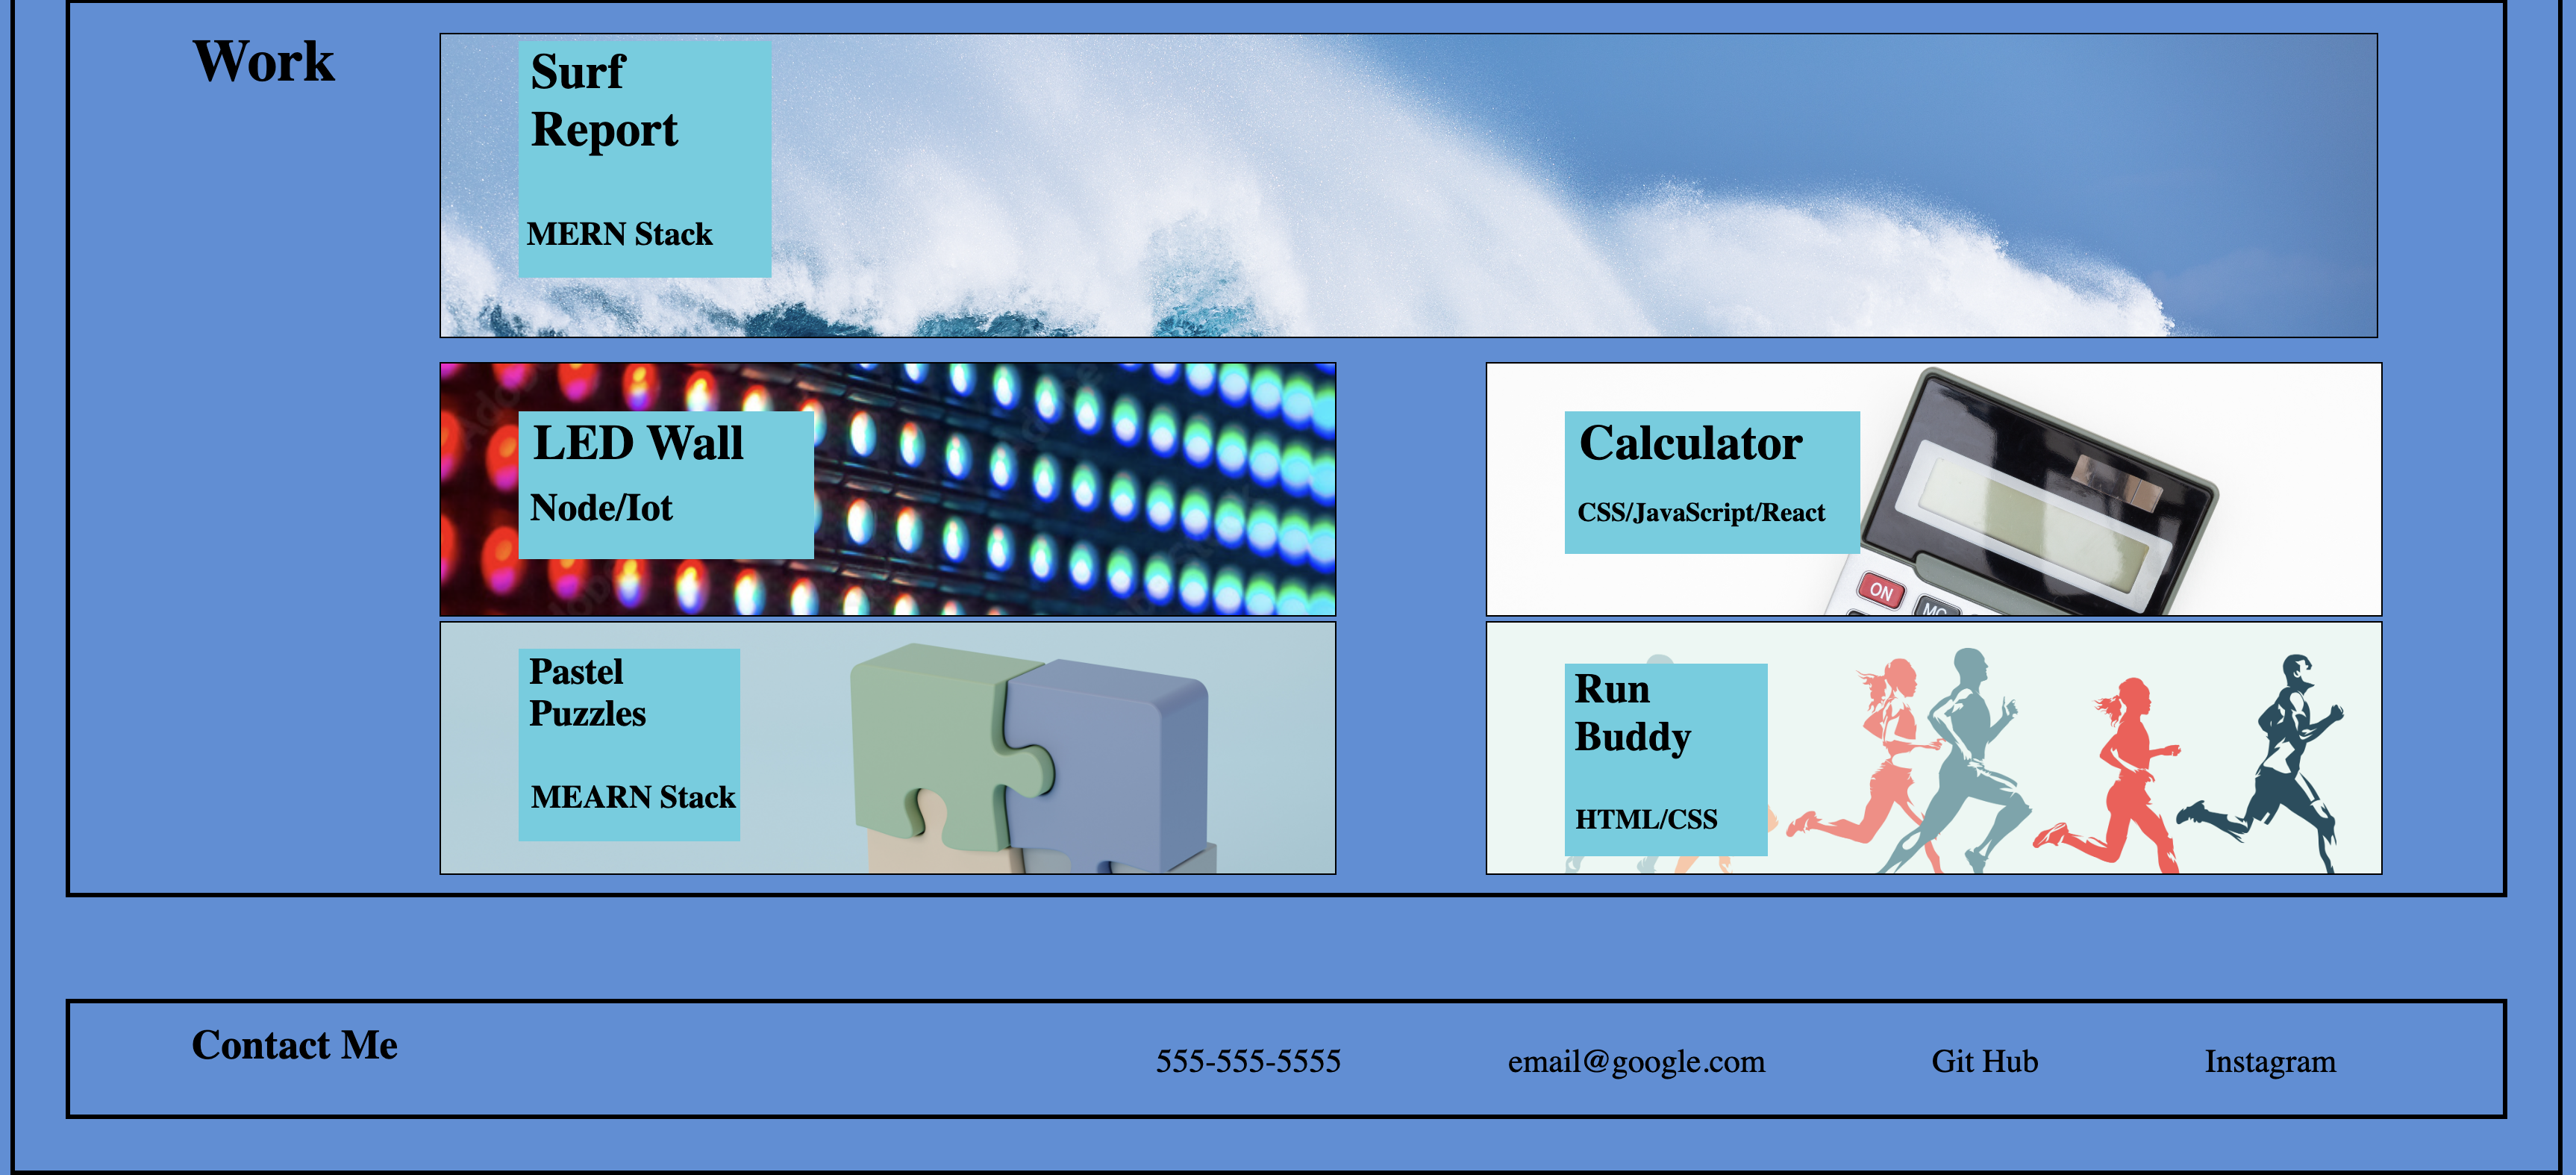 Work
Surf
Report
MERN Stack
LED Wall
Node/Iot
Calculator
CSS/JavaScript/React
ON
Pastel
Puzzles
MEARN Stack
Run
Buddy
HTML/CSS
Contact Me
555-555-5555
email@google.com
Git Hub
Instagram